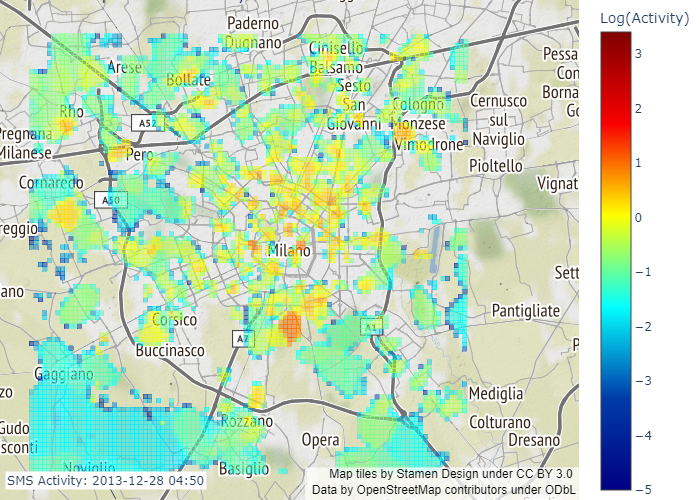 Paderno
Dugnano
Log(Activity)
Cinisello
Balsamo
Pessa
Con
Borna
Go
Arese
Bollate
Sesto
San
Giovanni
Cologno
Monzese
Cernusco
sul
Naviglio
Rho
A52
Pregnana
Milanese
Pero
Vimodrone
Pioltello
Cornaredo
A50
Vignat
reggio
Milano
Sett
ano
Corsico
Buccinasco
A7
A1
Pantigliate
P
Gaggiano
zo
Mediglia
Gudo
sconti
Rozzano
Opera
Colturano
Dresano
Noviglio
Basiglio
3
2
1
0
−1
−2
−3
−4
−5
SMS Activity: 2013-12-28 04:50
Map tiles by Stamen Design under CC BY 3.0
Data by OpenStreetMap contributors under ODbL